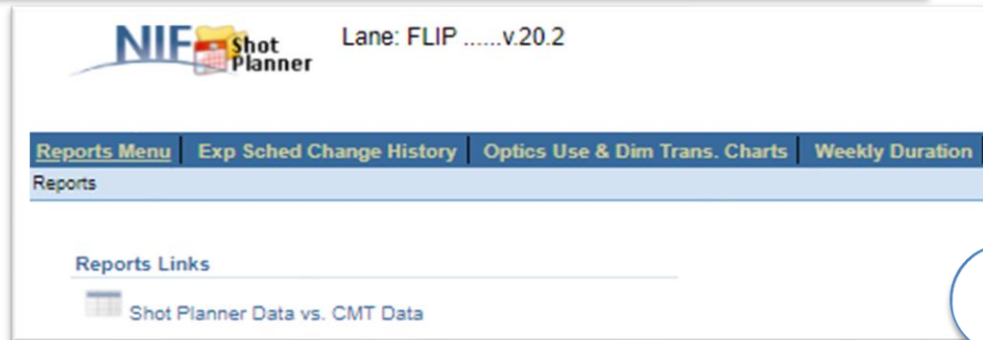 NIF Shot Planner
Lane: FLIP ......v.20.2
Reports Menu Exp Sched Change History Optics Use & Dim Trans. Charts Weekly Duration
Reports
Reports Links
Shot Planner Data vs. CMT Data